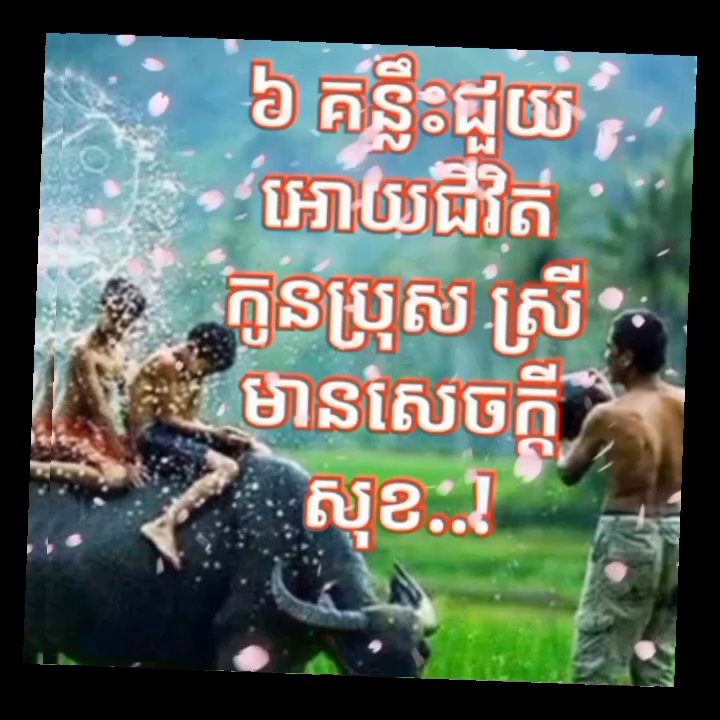 ៦ គន្លឹះជួយ
អោយជីវិត
កូនប្រុស ស្រី
មានសេចក្ដី
សុខ..!